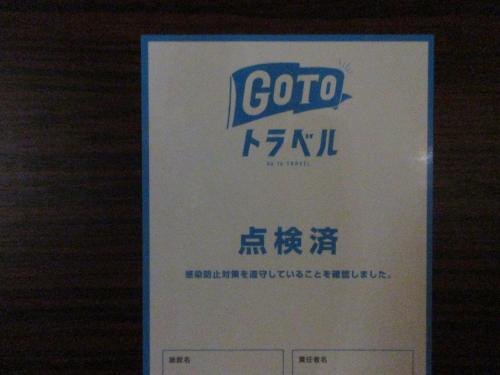 GOTO
トラベル
Go To TRAVEL
点検済
感染防止対策を遵守していることを確認しました。
施設名
責任者名